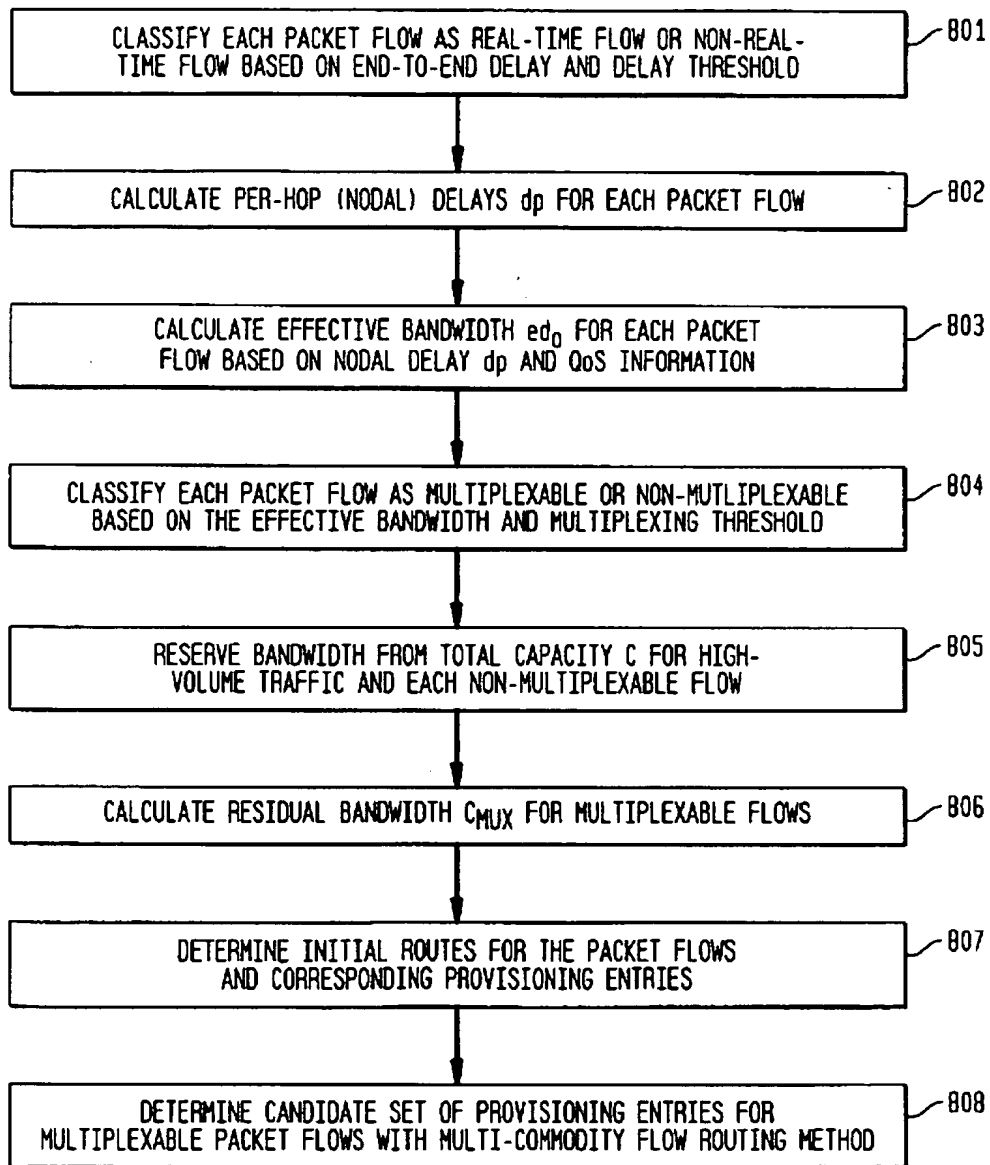 CLASSIFY EACH PACKET FLOW AS REAL-TIME FLOW OR NON-REAL-
TIME FLOW BASED ON END-TO-END DELAY AND DELAY THRESHOLD
801
CALCULATE PER-HOP (NODAL) DELAYS dp FOR EACH PACKET FLOW
802
CALCULATE EFFECTIVE BANDWIDTH ed0 FOR EACH PACKET
FLOW BASED ON NODAL DELAY dp AND QoS INFORMATION
803
CLASSIFY EACH PACKET FLOW AS MULTIPLEXABLE OR NON-MUTLIPLEXABLE
BASED ON THE EFFECTIVE BANDWIDTH AND MULTIPLEXING THRESHOLD
804
RESERVE BANDWIDTH FROM TOTAL CAPACITY C FOR HIGH-
VOLUME TRAFFIC AND EACH NON-MULTIPLEXABLE FLOW
805
CALCULATE RESIDUAL BANDWIDTH CMUX FOR MULTIPLEXABLE FLOWS
806
DETERMINE INITIAL ROUTES FOR THE PACKET FLOWS
AND CORRESPONDING PROVISIONING ENTRIES
807
DETERMINE CANDIDATE SET OF PROVISIONING ENTRIES FOR
MULTIPLEXABLE PACKET FLOWS WITH MULTI-COMMODITY FLOW ROUTING METHOD
808